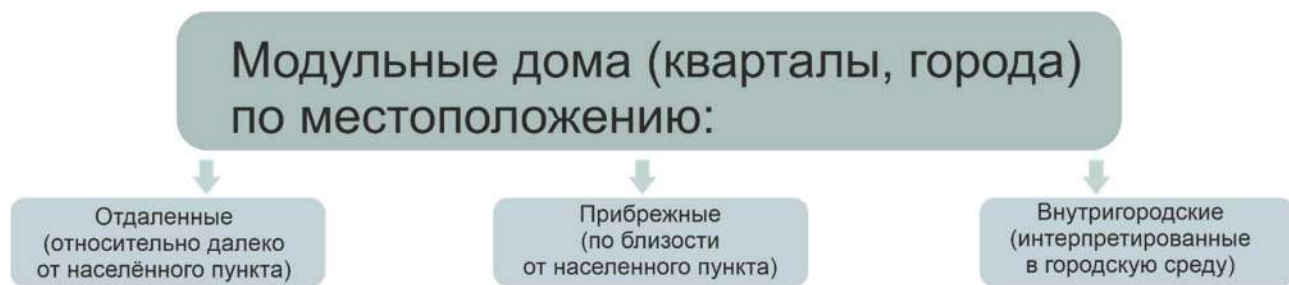 Модульные дома (кварталы, города)
по местоположению:
Отдаленные
(относительно далеко
от населённого пункта)
Прибрежные
(по близости
от населенного пункта)
Внутригородские
(интерпретированные
в городскую среду)